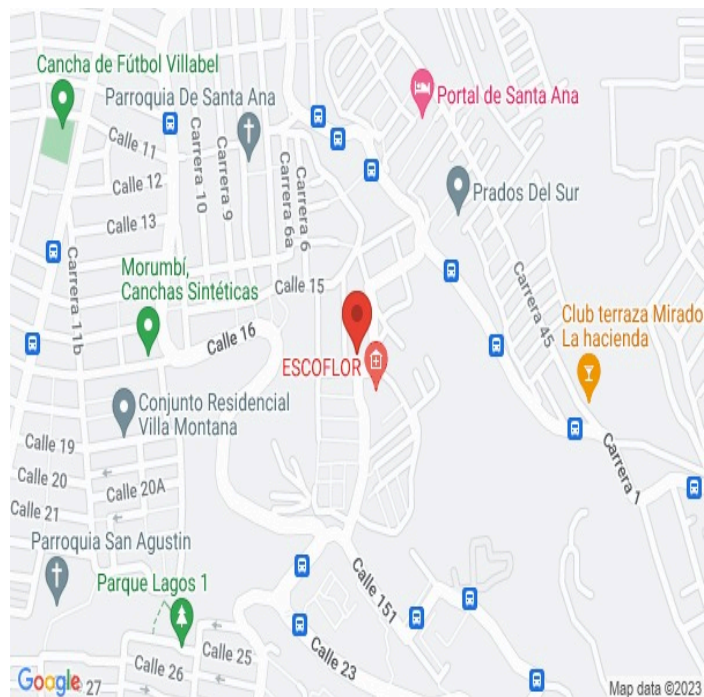 Cancha de Fútbol Villabel
Parroquia De Santa Ana
Portal de Santa Ana
Calle 11
Carrera 10
Carrera 9
Carrera 6a
Carrera 6
Calle 12
Prados Del Sur
Calle 13
Carrera 11b
Morumbí,
Canchas Sintéticas
Calle 15
Carrera 45
Calle 16
Club terraza Mirado
La hacienda
ESCOFLOR
Conjunto Residencial
Villa Montana
Calle 19
Calle 20
Calle 20A
Carrera 1
Calle 21
Parroquia San Agustin
Parque Lagos 1
Calle 151
Calle 25
Calle 26
Calle 23
Google
27
Map data ©2023